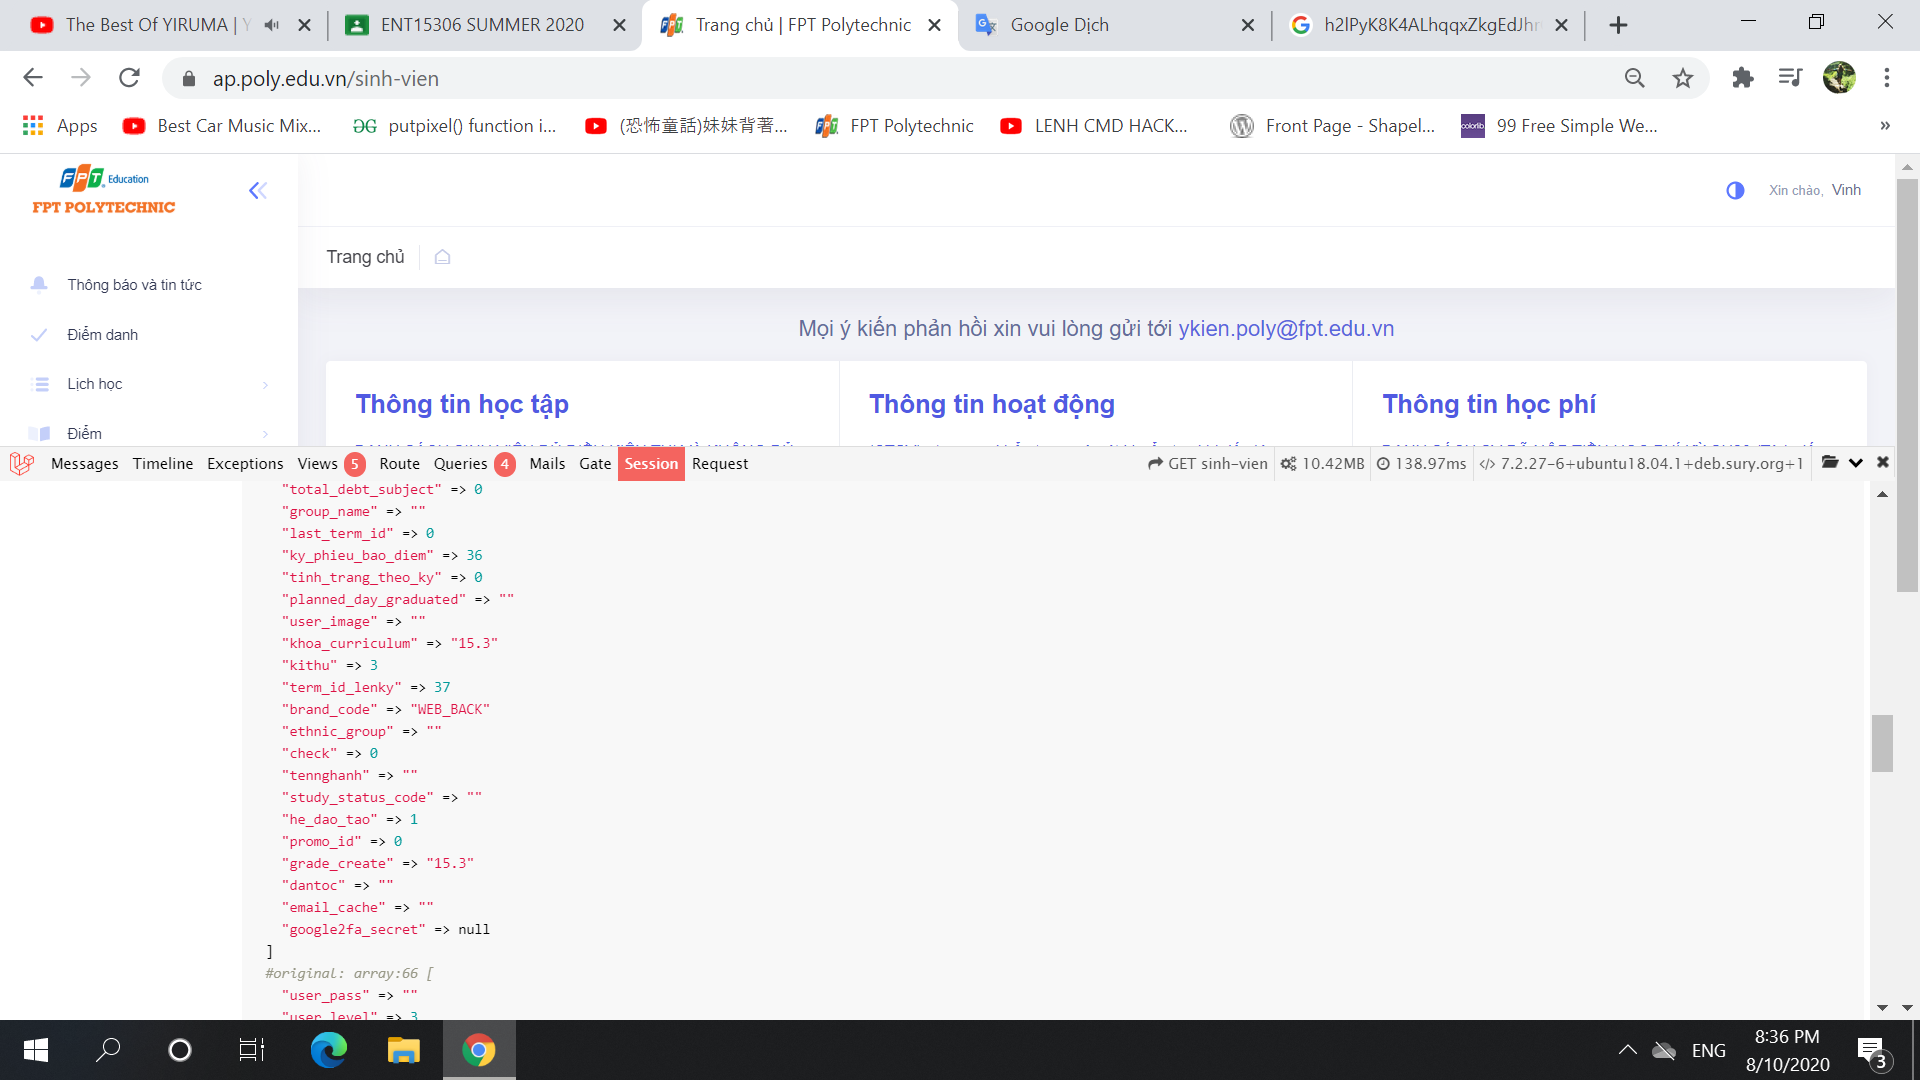 The Best Of YIRUMA | Y
ENT15306 SUMMER 2020
Trang chủ | FPT Polytechnic
Google Dịch
h2lPyK8K4ALhqqxZkgEdJhr
ap.poly.edu.vn/sinh-vien
Apps
Best Car Music Mix...
putpixel() function i...
(恐怖童話)妹妹背著...
FPT Polytechnic
LENH CMD HACK...
Front Page - Shapel...
colorlib
99 Free Simple We...
»
FPT Education
FPT POLYTECHNIC
Xin chào, Vinh
Trang chủ
Thông báo và tin tức
Điểm danh
Lịch học
Điểm
Mọi ý kiến phản hồi xin vui lòng gửi tới ykien.poly@fpt.edu.vn
Thông tin học tập
Thông tin hoạt động
Thông tin học phí
Messages Timeline Exceptions Views 5 Route Queries 4 Mails Gate Session Request
GET sinh-vien 10.42MB 138.97ms </> 7.2.27-6+ubuntu18.04.1+deb.sury.org+1
"total_debt_subject" => 0
"group_name" => ""
"last_term_id" => 0
"ky_phieu_bao_diem" => 36
"tinh_trang_theo_ky" => 0
"planned_day_graduated" => ""
"user_image" => ""
"khoa_curriculum" => "15.3"
"kithu" => 3
"term_id_lenky" => 37
"brand_code" => "WEB_BACK"
"ethnic_group" => ""
"check" => 0
"tennghanh" => ""
"study_status_code" => ""
"he_dao_tao" => 1
"promo_id" => 0
"grade_create" => "15.3"
"dantoc" => ""
"email_cache" => ""
"google2fa_secret" => null
]
#original: array:66 [
"user_pass" => ""
"user_level" => 3
ENG
8:36 PM
8/10/2020
3